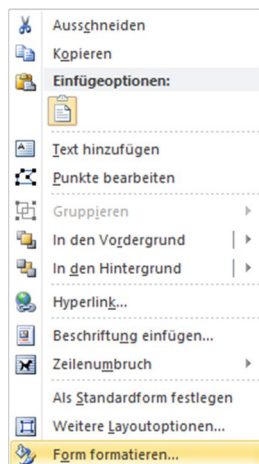 Ausschneiden
Kopieren
Einfügeoptionen:
Text hinzufügen
Punkte bearbeiten
Gruppieren
In den Vordergrund
In den Hintergrund
Hyperlink...
Beschriftung einfügen...
Zeilenumbruch
Als Standardform festlegen
Weitere Layoutoptionen...
Form formatieren...